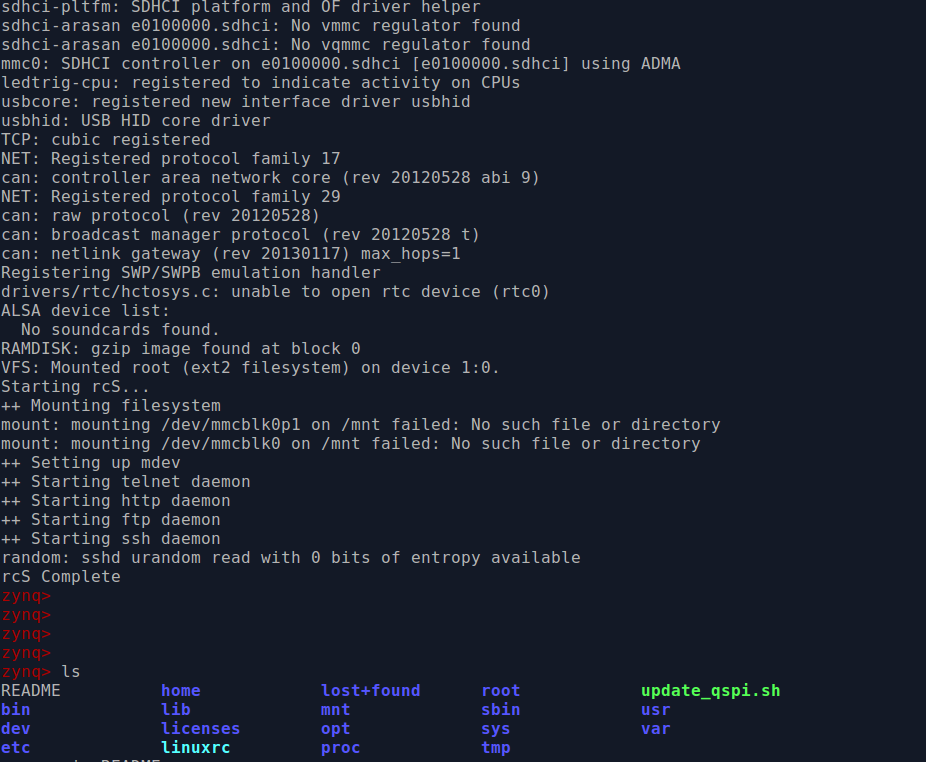 sdhci-pltfm: SDHCI platform and OF driver helper
sdhci-arasan e0100000.sdhci: No vmmc regulator found
sdhci-arasan e0100000.sdhci: No vqmmc regulator found
mmc0: SDHCI controller on e0100000.sdhci [e0100000.sdhci] using ADMA
ledtrig-cpu: registered to indicate activity on CPUs
usbcore: registered new interface driver usbhid
usbhid: USB HID core driver
TCP: cubic registered
NET: Registered protocol family 17
can: controller area network core (rev 20120528 abi 9)
NET: Registered protocol family 29
can: raw protocol (rev 20120528)
can: broadcast manager protocol (rev 20120528 t)
can: netlink gateway (rev 20130117) max_hops=1
Registering SWP/SWPB emulation handler
drivers/rtc/hctosys.c: unable to open rtc device (rtc0)
ALSA device list:
  No soundcards found.
RAMDISK: gzip image found at block 0
VFS: Mounted root (ext2 filesystem) on device 1:0.
Starting rcS...
++ Mounting filesystem
mount: mounting /dev/mmcblk0p1 on /mnt failed: No such file or directory
mount: mounting /dev/mmcblk0 on /mnt failed: No such file or directory
++ Setting up mdev
++ Starting telnet daemon
++ Starting http daemon
++ Starting ftp daemon
++ Starting ssh daemon
random: sshd urandom read with 0 bits of entropy available
rcS Complete
zynq>
zynq>
zynq>
zynq>
zynq> ls
README          home            lost+found      root            update_qspi.sh
bin             lib             mnt             sbin            usr
dev             licenses        opt             sys             var
etc             linuxrc         proc            tmp
README